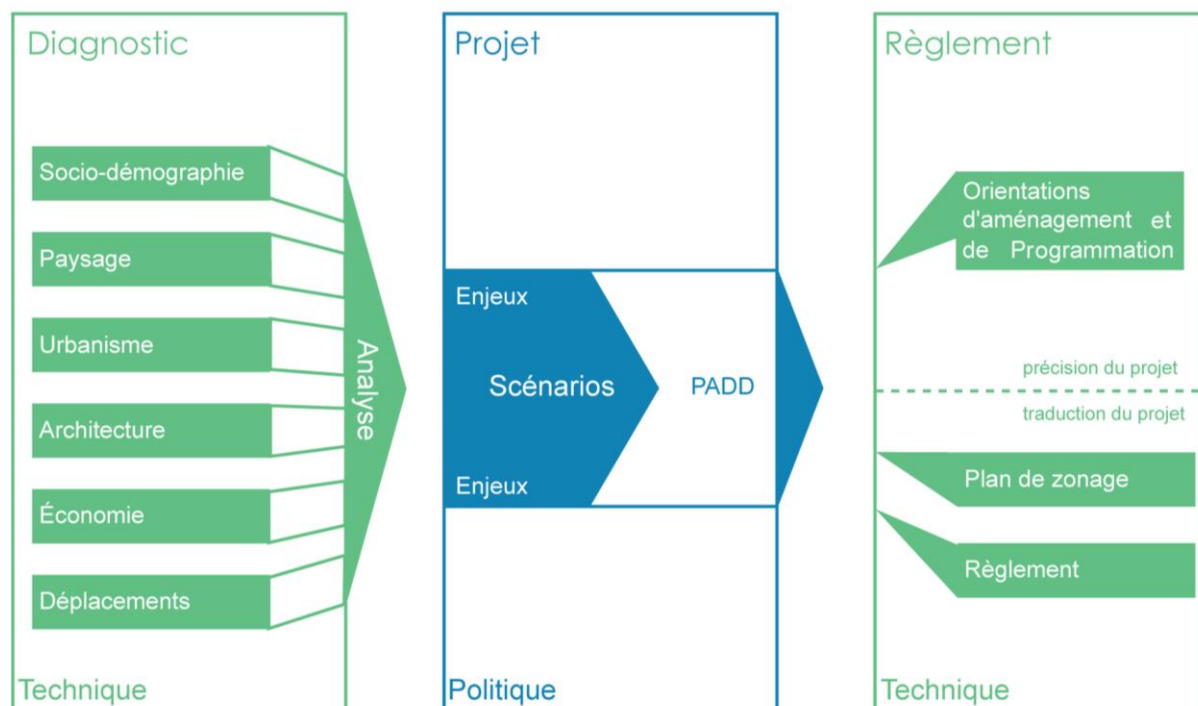 Diagnostic
Socio-démographie
Paysage
Urbanisme
Architecture
Économie
Déplacements
Analyse
Technique
Projet
Enjeux
Scénarios
PADD
Enjeux
Politique
Règlement
Orientations
d'aménagement et
de Programmation
précision du projet
traduction du projet
Plan de zonage
Règlement
Technique